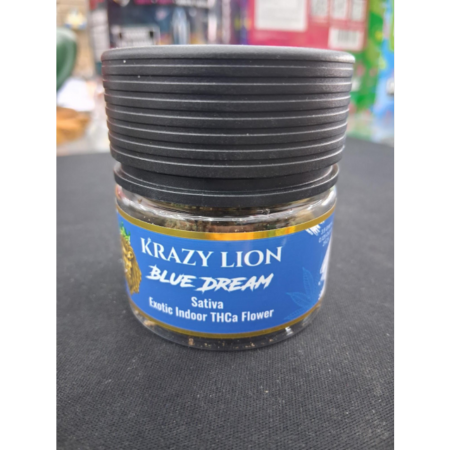 KRAZY LION
BLUE DREAM
Sativa
Exotic Indoor THCa Flower